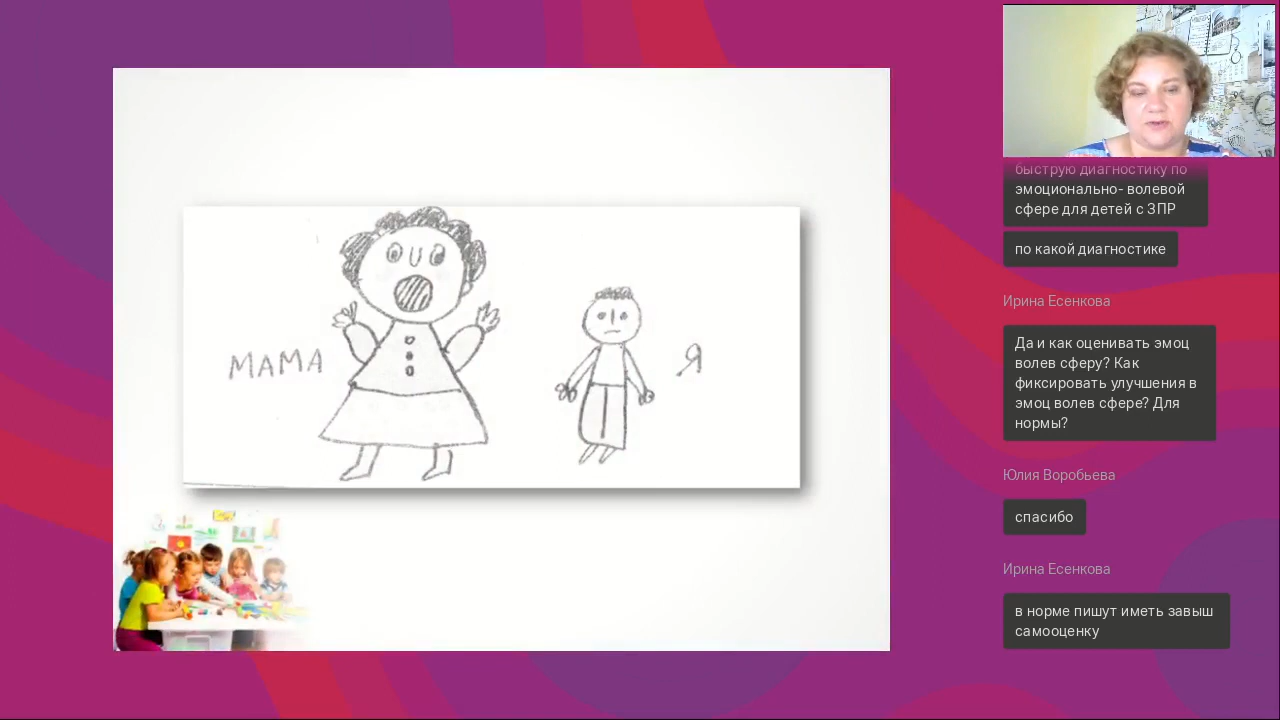 МАМА
Я
быструю диагностику по
эмоционально- волевой
сфере для детей с ЗПР
по какой диагностике
Ирина Есенкова
Да и как оценивать эмоц
волев сферу? Как
фиксировать улучшения в
эмоц волев сфере? Для
нормы?
Юлия Воробьева
спасибо
Ирина Есенкова
в норме пишут иметь завыш
самооценку